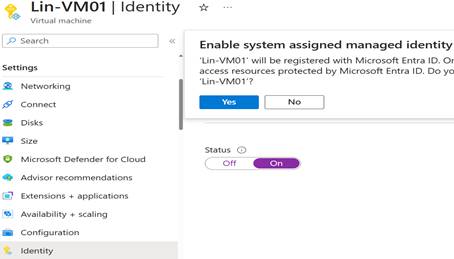 Lin-VM01 | Identity
Virtual machine
Search
Settings
Networking
Connect
Disks
Size
Microsoft Defender for Cloud
Advisor recommendations
Extensions + applications
Availability + scaling
Configuration
Identity
Enable system assigned managed identity
'Lin-VM01' will be registered with Microsoft Entra ID. On
access resources protected by Microsoft Entra ID. Do yo
'Lin-VM01'?
Yes
No
Status
Off
On